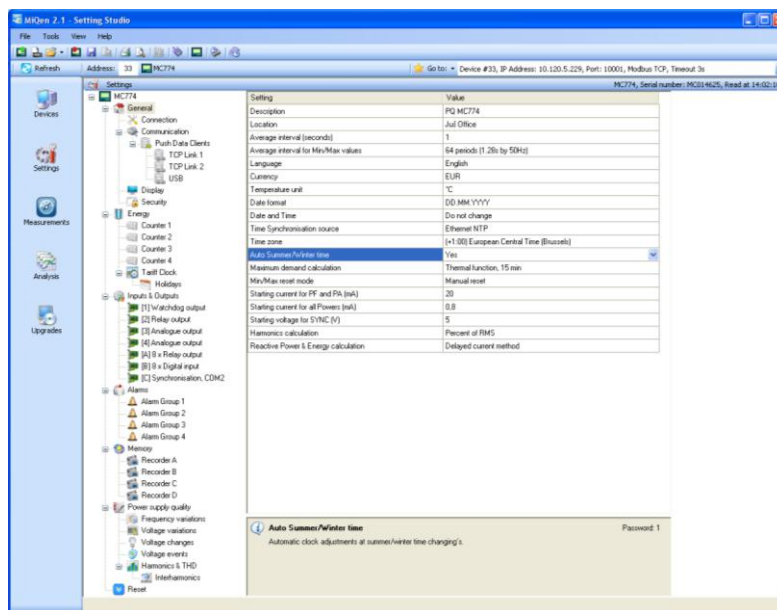 MiQen 2.1 - Setting Studio
File Tools View Help
Refresh Address: 33 MC774 Go to: Device #33, IP Address: 10.120.5.229, Port: 10001, Modbus TCP, Timeout 3s
Settings MC774, Serial number: MC014625, Read at 14:02:1
Devices
Settings
Measurements
Analysis
Upgrades
MC774
General
Connection
Communication
Push Data Clients
TCP Link 1
TCP Link 2
USB
Display
Security
Energy
Counter 1
Counter 2
Counter 3
Counter 4
Tariff Clock
Holidays
Inputs & Outputs
[1] Watchdog output
[2] Relay output
[3] Analogue output
[4] Analogue output
[A] 8 x Relay output
[B] 8 x Digital input
[C] Synchronisation, COM2
Alarms
Alarm Group 1
Alarm Group 2
Alarm Group 3
Alarm Group 4
Memory
Recorder A
Recorder B
Recorder C
Recorder D
Power supply quality
Frequency variations
Voltage variations
Voltage changes
Voltage events
Harmonics & THD
Interharmonics
Reset
Setting Value
Description PQ MC774
Location Juš Office
Average interval (seconds) 1
Average interval for Min/Max values 64 periods (1.28s by 50Hz)
Language English
Currency EUR
Temperature unit °C
Date format DD.MM.YYYY
Date and Time Do not change
Time Synchronisation source Ethernet NTP
Time zone (+1:00) European Central Time (Brussels)
Auto Summer/Winter time Yes
Maximum demand calculation Thermal function, 15 min
Min/Max reset mode Manual reset
Starting current for PF and PA (mA) 20
Starting current for all Powers (mA) 0,8
Starting voltage for SYNC (V) 5
Harmonics calculation Percent of RMS
Reactive Power & Energy calculation Delayed current method
Auto Summer/Winter time Password: 1
Automatic clock adjustments at summer/winter time changing's.